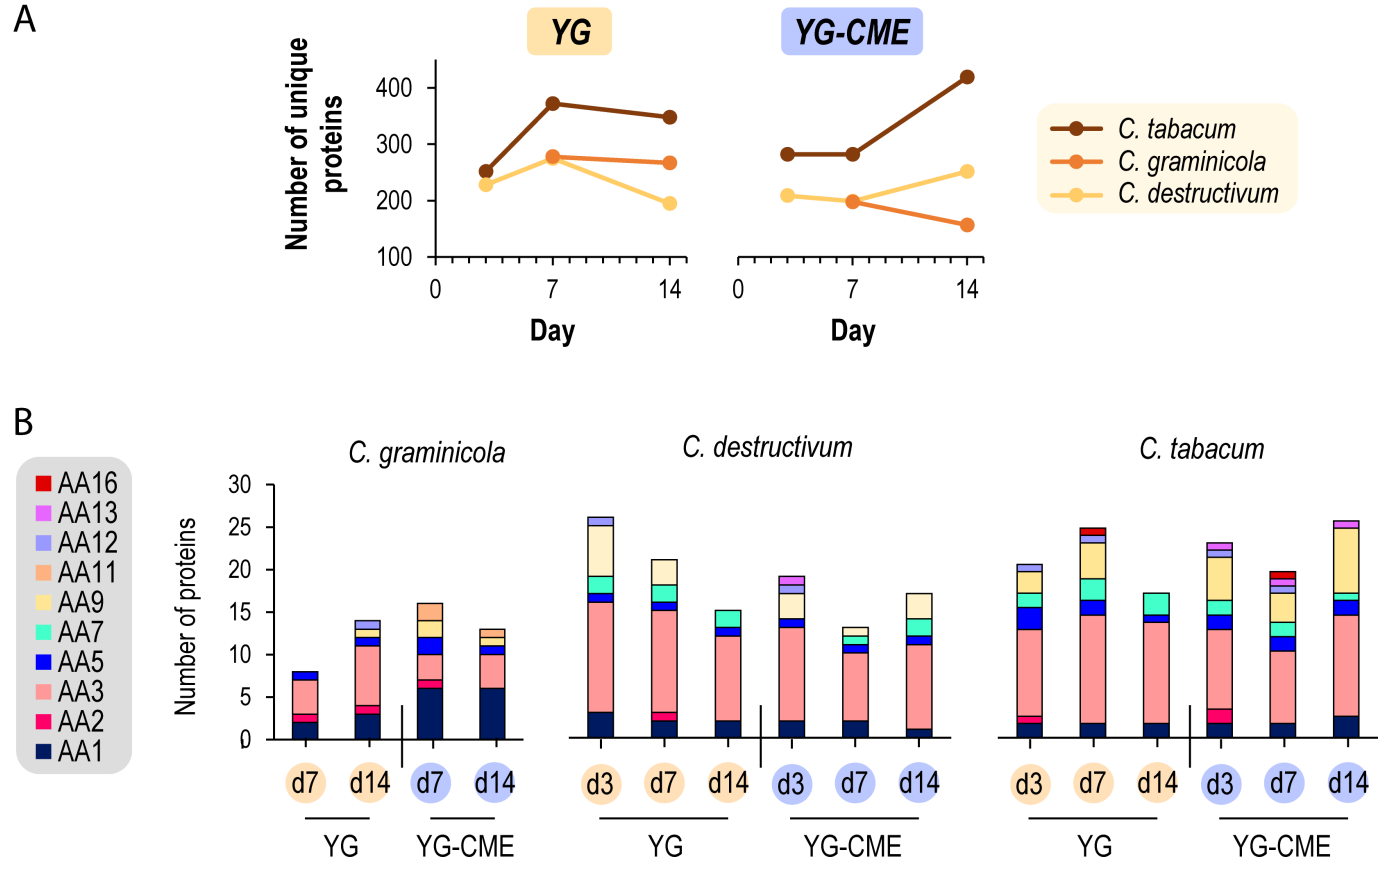 A
YG
YG-CME
Number of unique
proteins
400
300
200
100
0
7
14
0
7
14
Day
Day
C. tabacum
C. graminicola
C. destructivum
B
C. graminicola
C. destructivum
C. tabacum
AA16
AA13
AA12
AA11
AA9
AA7
AA5
AA3
AA2
AA1
Number of proteins
30
25
20
15
10
5
0
d7
d14
d7
d14
d3
d7
d14
d3
d7
d14
d3
d7
d14
d3
d7
d14
YG
YG-CME
YG
YG-CME
YG
YG-CME